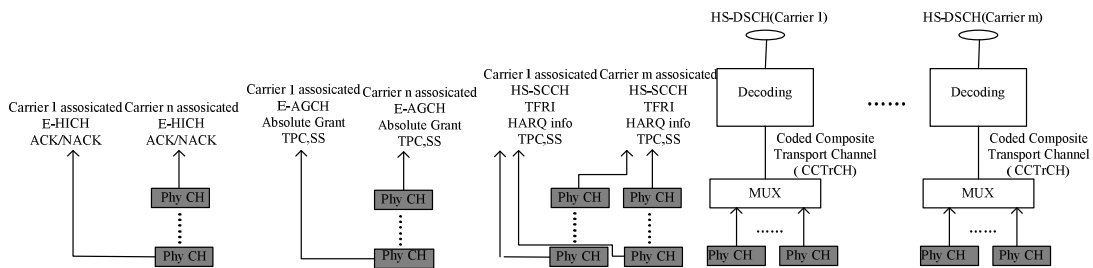 HS-DSCH(Carrier 1)
HS-DSCH(Carrier m)
Carrier 1 assosicated
E-HICH
ACK/NACK
Carrier n assosicated
E-HICH
ACK/NACK
Carrier 1 assosicated
E-AGCH
Absolute Grant
TPC,SS
Carrier n assosicated
E-AGCH
Absolute Grant
TPC,SS
Carrier 1 assosicated
HS-SCCH
TFRI
HARQ info
TPC,SS
Carrier m assosicated
HS-SCCH
TFRI
HARQ info
TPC,SS
Decoding
......
Decoding
Coded Composite
Transport Channel
( CCTrCH)
Coded Composite
Transport Channel
( CCTrCH)
MUX
MUX
Phy CH
Phy CH
Phy CH
Phy CH
......
......
Phy CH
Phy CH
Phy CH
Phy CH
Phy CH
Phy CH
Phy CH
Phy CH